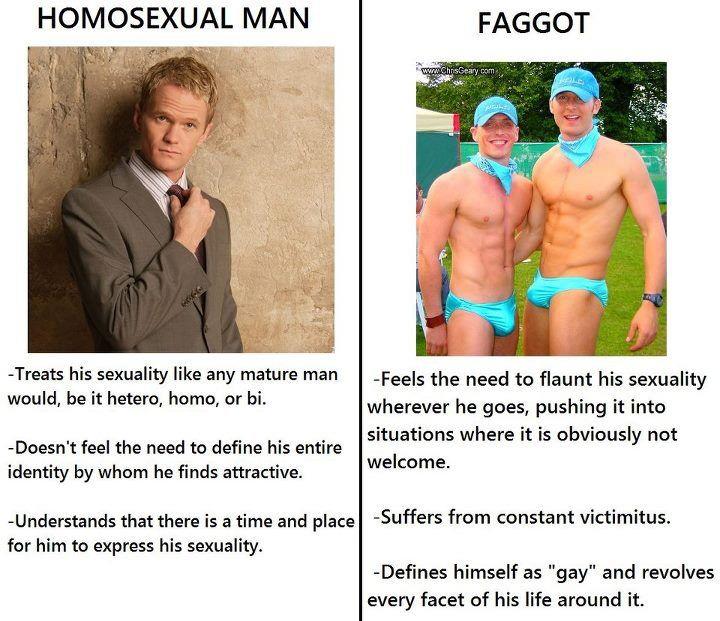 HOMOSEXUAL MAN
-Treats his sexuality like any mature man
would, be it hetero, homo, or bi.
-Doesn't feel the need to define his entire
identity by whom he finds attractive.
-Understands that there is a time and place
for him to express his sexuality.
FAGGOT
www.ChrisGeary.com
-Feels the need to flaunt his sexuality
wherever he goes, pushing it into
situations where it is obviously not
welcome.
-Suffers from constant victimitus.
-Defines himself as "gay" and revolves
every facet of his life around it.